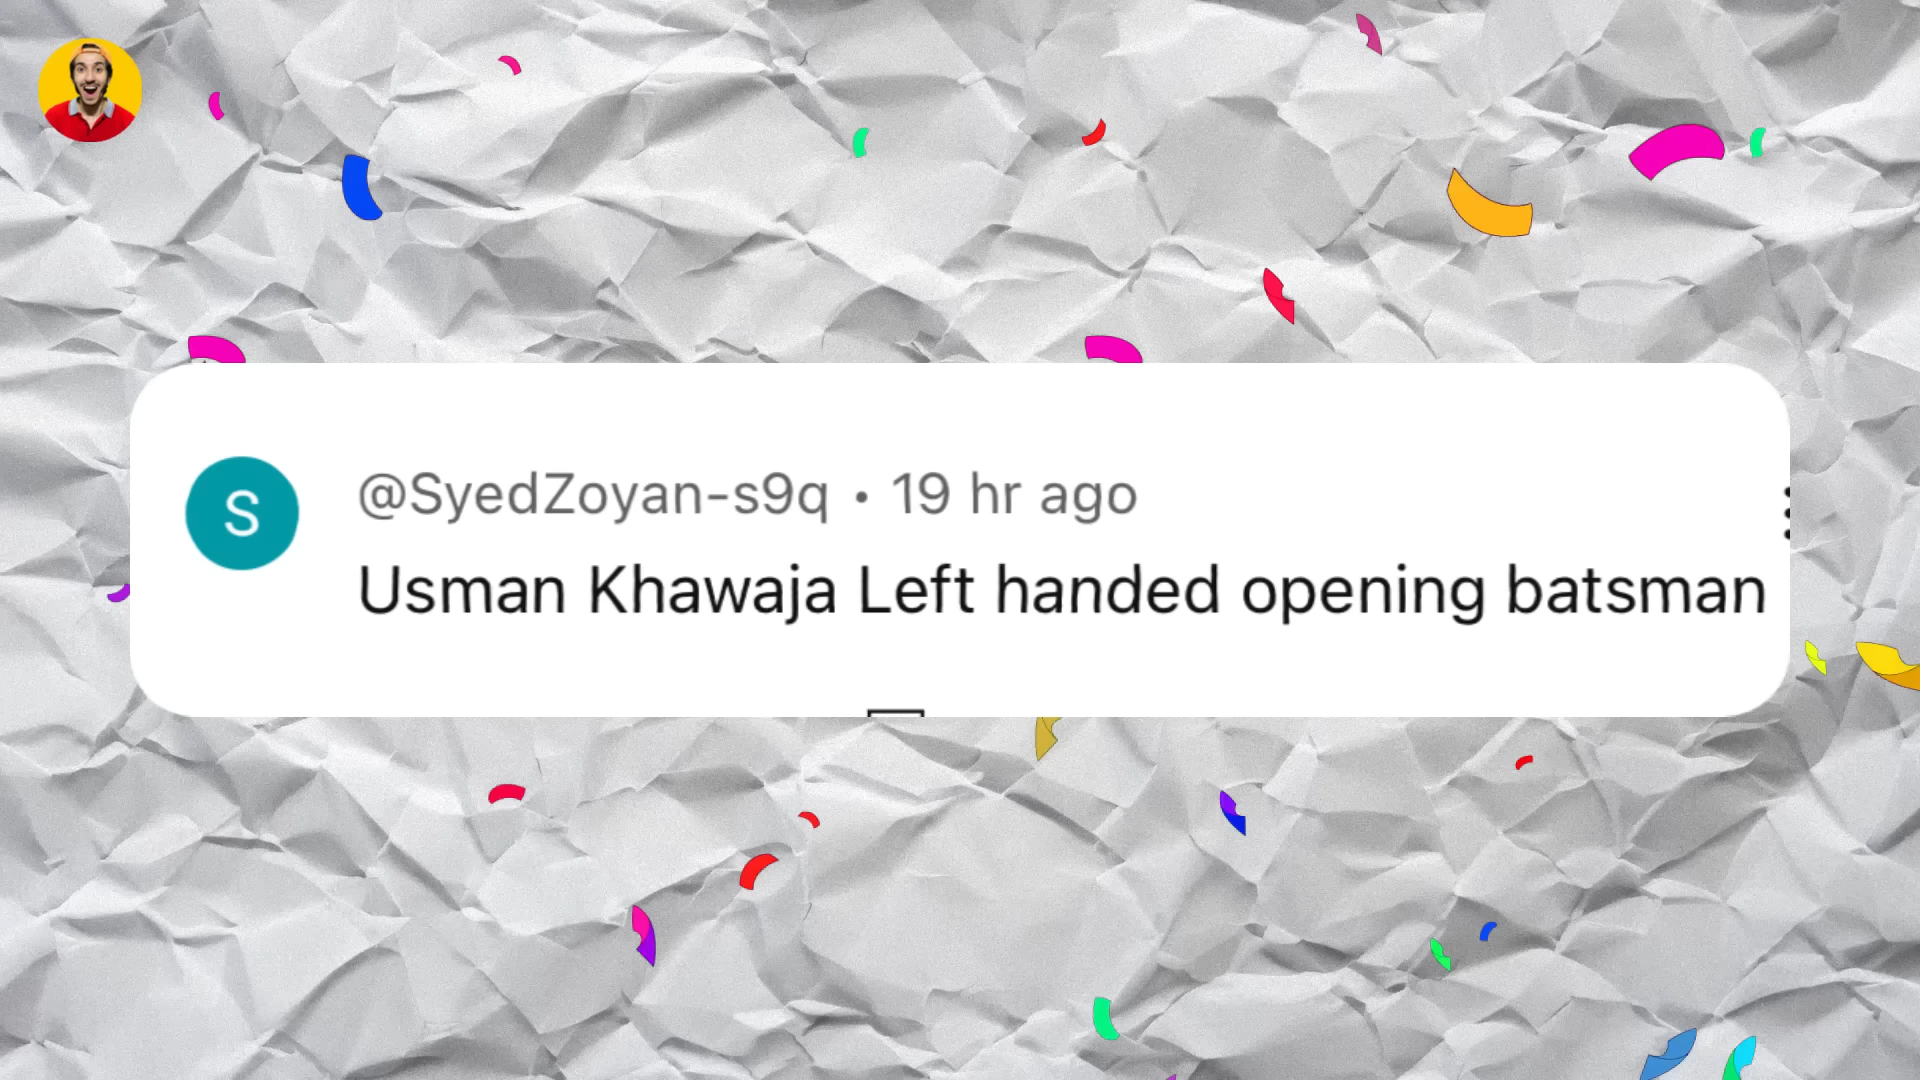 S
@SyedZoyan-s9q • 19 hr ago
Usman Khawaja Left handed opening batsman